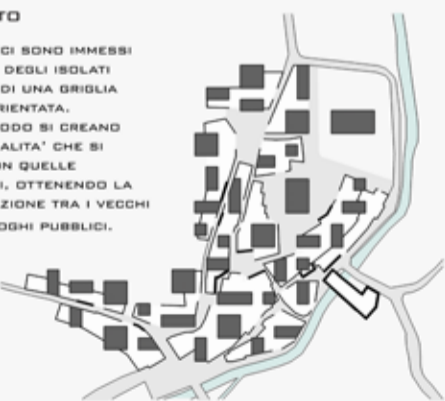 TO
CI SONO IMMESSI
DEGLI ISOLATI
DI UNA GRIGLIA
RIENTATA.
ODO SI CREANO
ALITA' CHE SI
N QUELLE
I, OTTENENDO LA
ZIONE TRA I VECCHI
OGHI PUBBLICI.